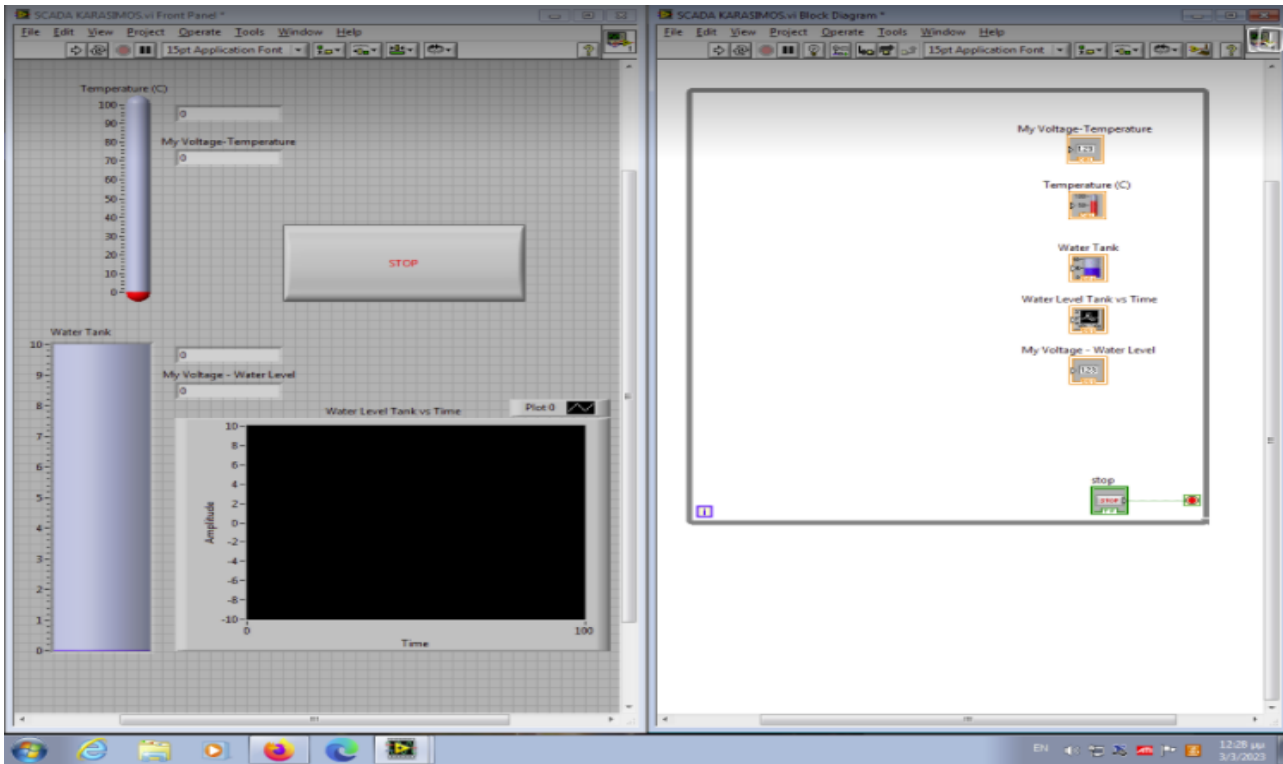 SCADA KARASIMOS.vi Front Panel *
File Edit View Project Operate Tools Window Help
15pt Application Font
Temperature (C)
100
90
80
70
60
50
40
30
20
10
0
0
My Voltage-Temperature
0
STOP
Water Tank
10
9
8
7
6
5
4
3
2
1
0
0
My Voltage - Water Level
0
Water Level Tank vs Time
Plot 0
Amplitude
10
8
6
4
2
0
-2
-4
-6
-8
-10
0
100
Time
SCADA KARASIMOS.vi Block Diagram *
File Edit View Project Operate Tools Window Help
15pt Application Font
My Voltage-Temperature
123
Temperature (C)
Water Tank
Water Level Tank vs Time
My Voltage - Water Level
123
stop
STOP
i
EN
12:28 μμ
3/3/2023